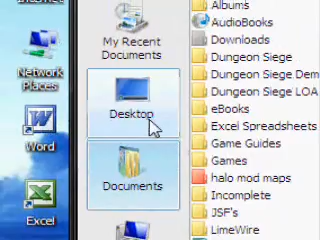 Internet
Network
Places
Word
Excel
My Recent
Documents
Desktop
Documents
Albums
AudioBooks
Downloads
Dungeon Siege
Dungeon Siege Dem
Dungeon Siege LOA
eBooks
Excel Spreadsheets
Game Guides
Games
halo mod maps
Incomplete
JSF's
LimeWire